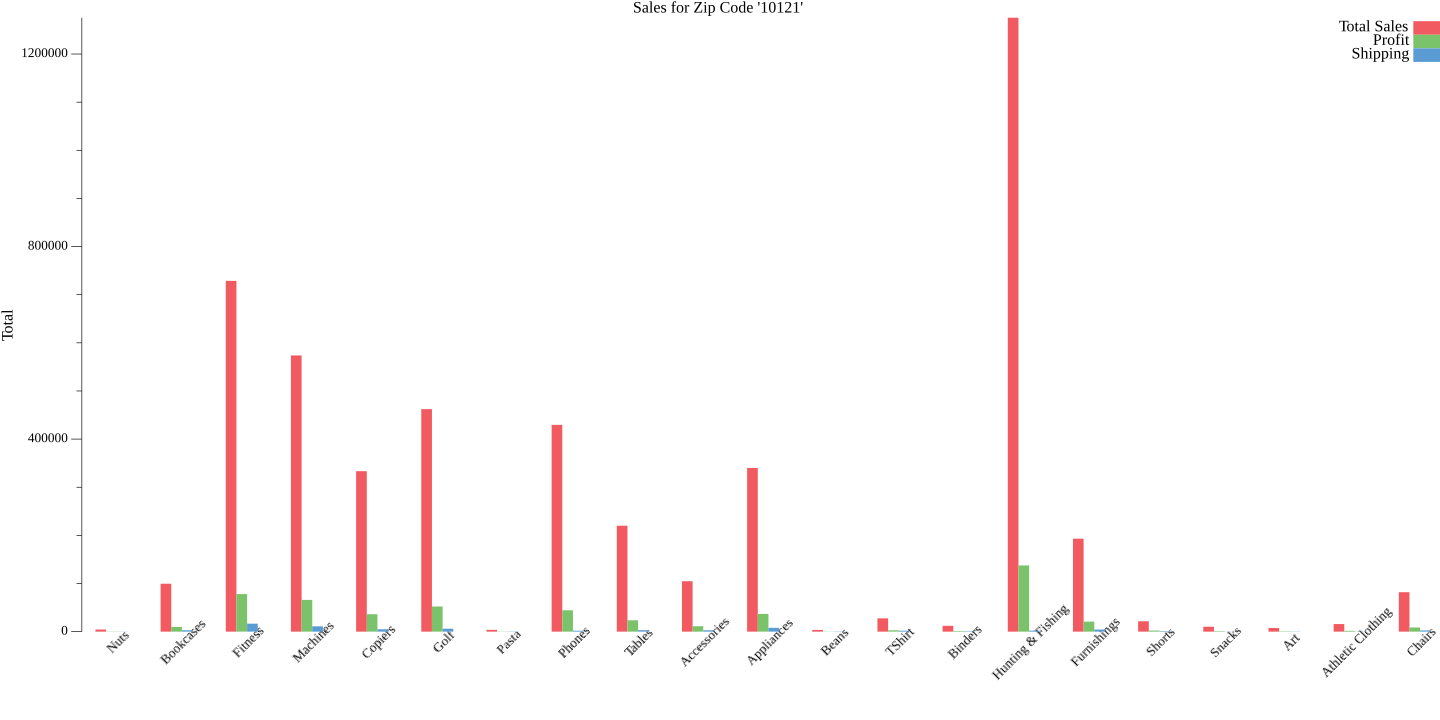 Sales for Zip Code '10121'
Total Sales
Profit
Shipping
1200000
800000
400000
0
Total
Nuts
Bookcases
Fitness
Machines
Copiers
Golf
Pasta
Phones
Tables
Accessories
Appliances
Beans
TShirt
Binders
Hunting & Fishing
Furnishings
Shorts
Snacks
Art
Athletic Clothing
Chairs